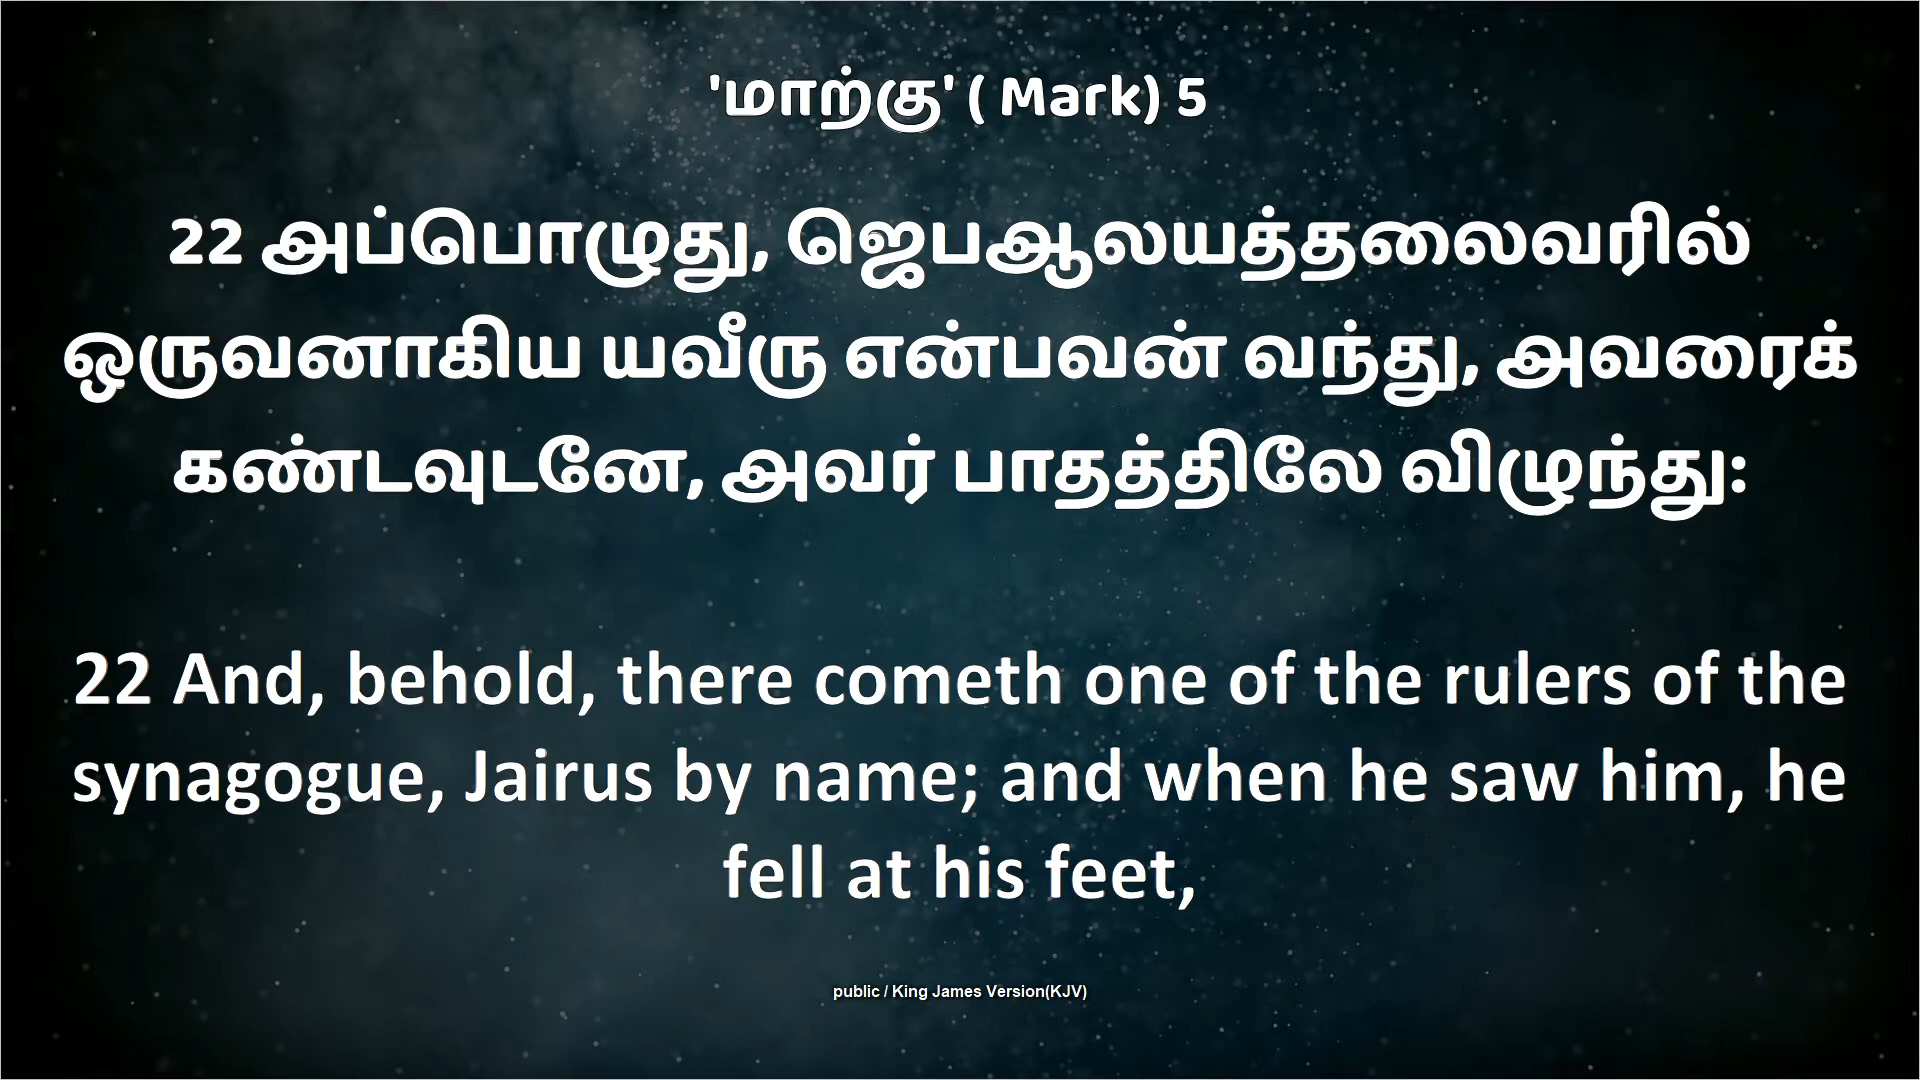 'மாற்கு' ( Mark) 5
22 அப்பொழுது, ஜெபஆலயத்தலைவரில்
ஒருவனாகிய யவீரு என்பவன் வந்து, அவரைக்
கண்டவுடனே, அவர் பாதத்திலே விழுந்து:
22 And, behold, there cometh one of the rulers of the
synagogue, Jairus by name; and when he saw him, he
fell at his feet,
public / King James Version(KJV)